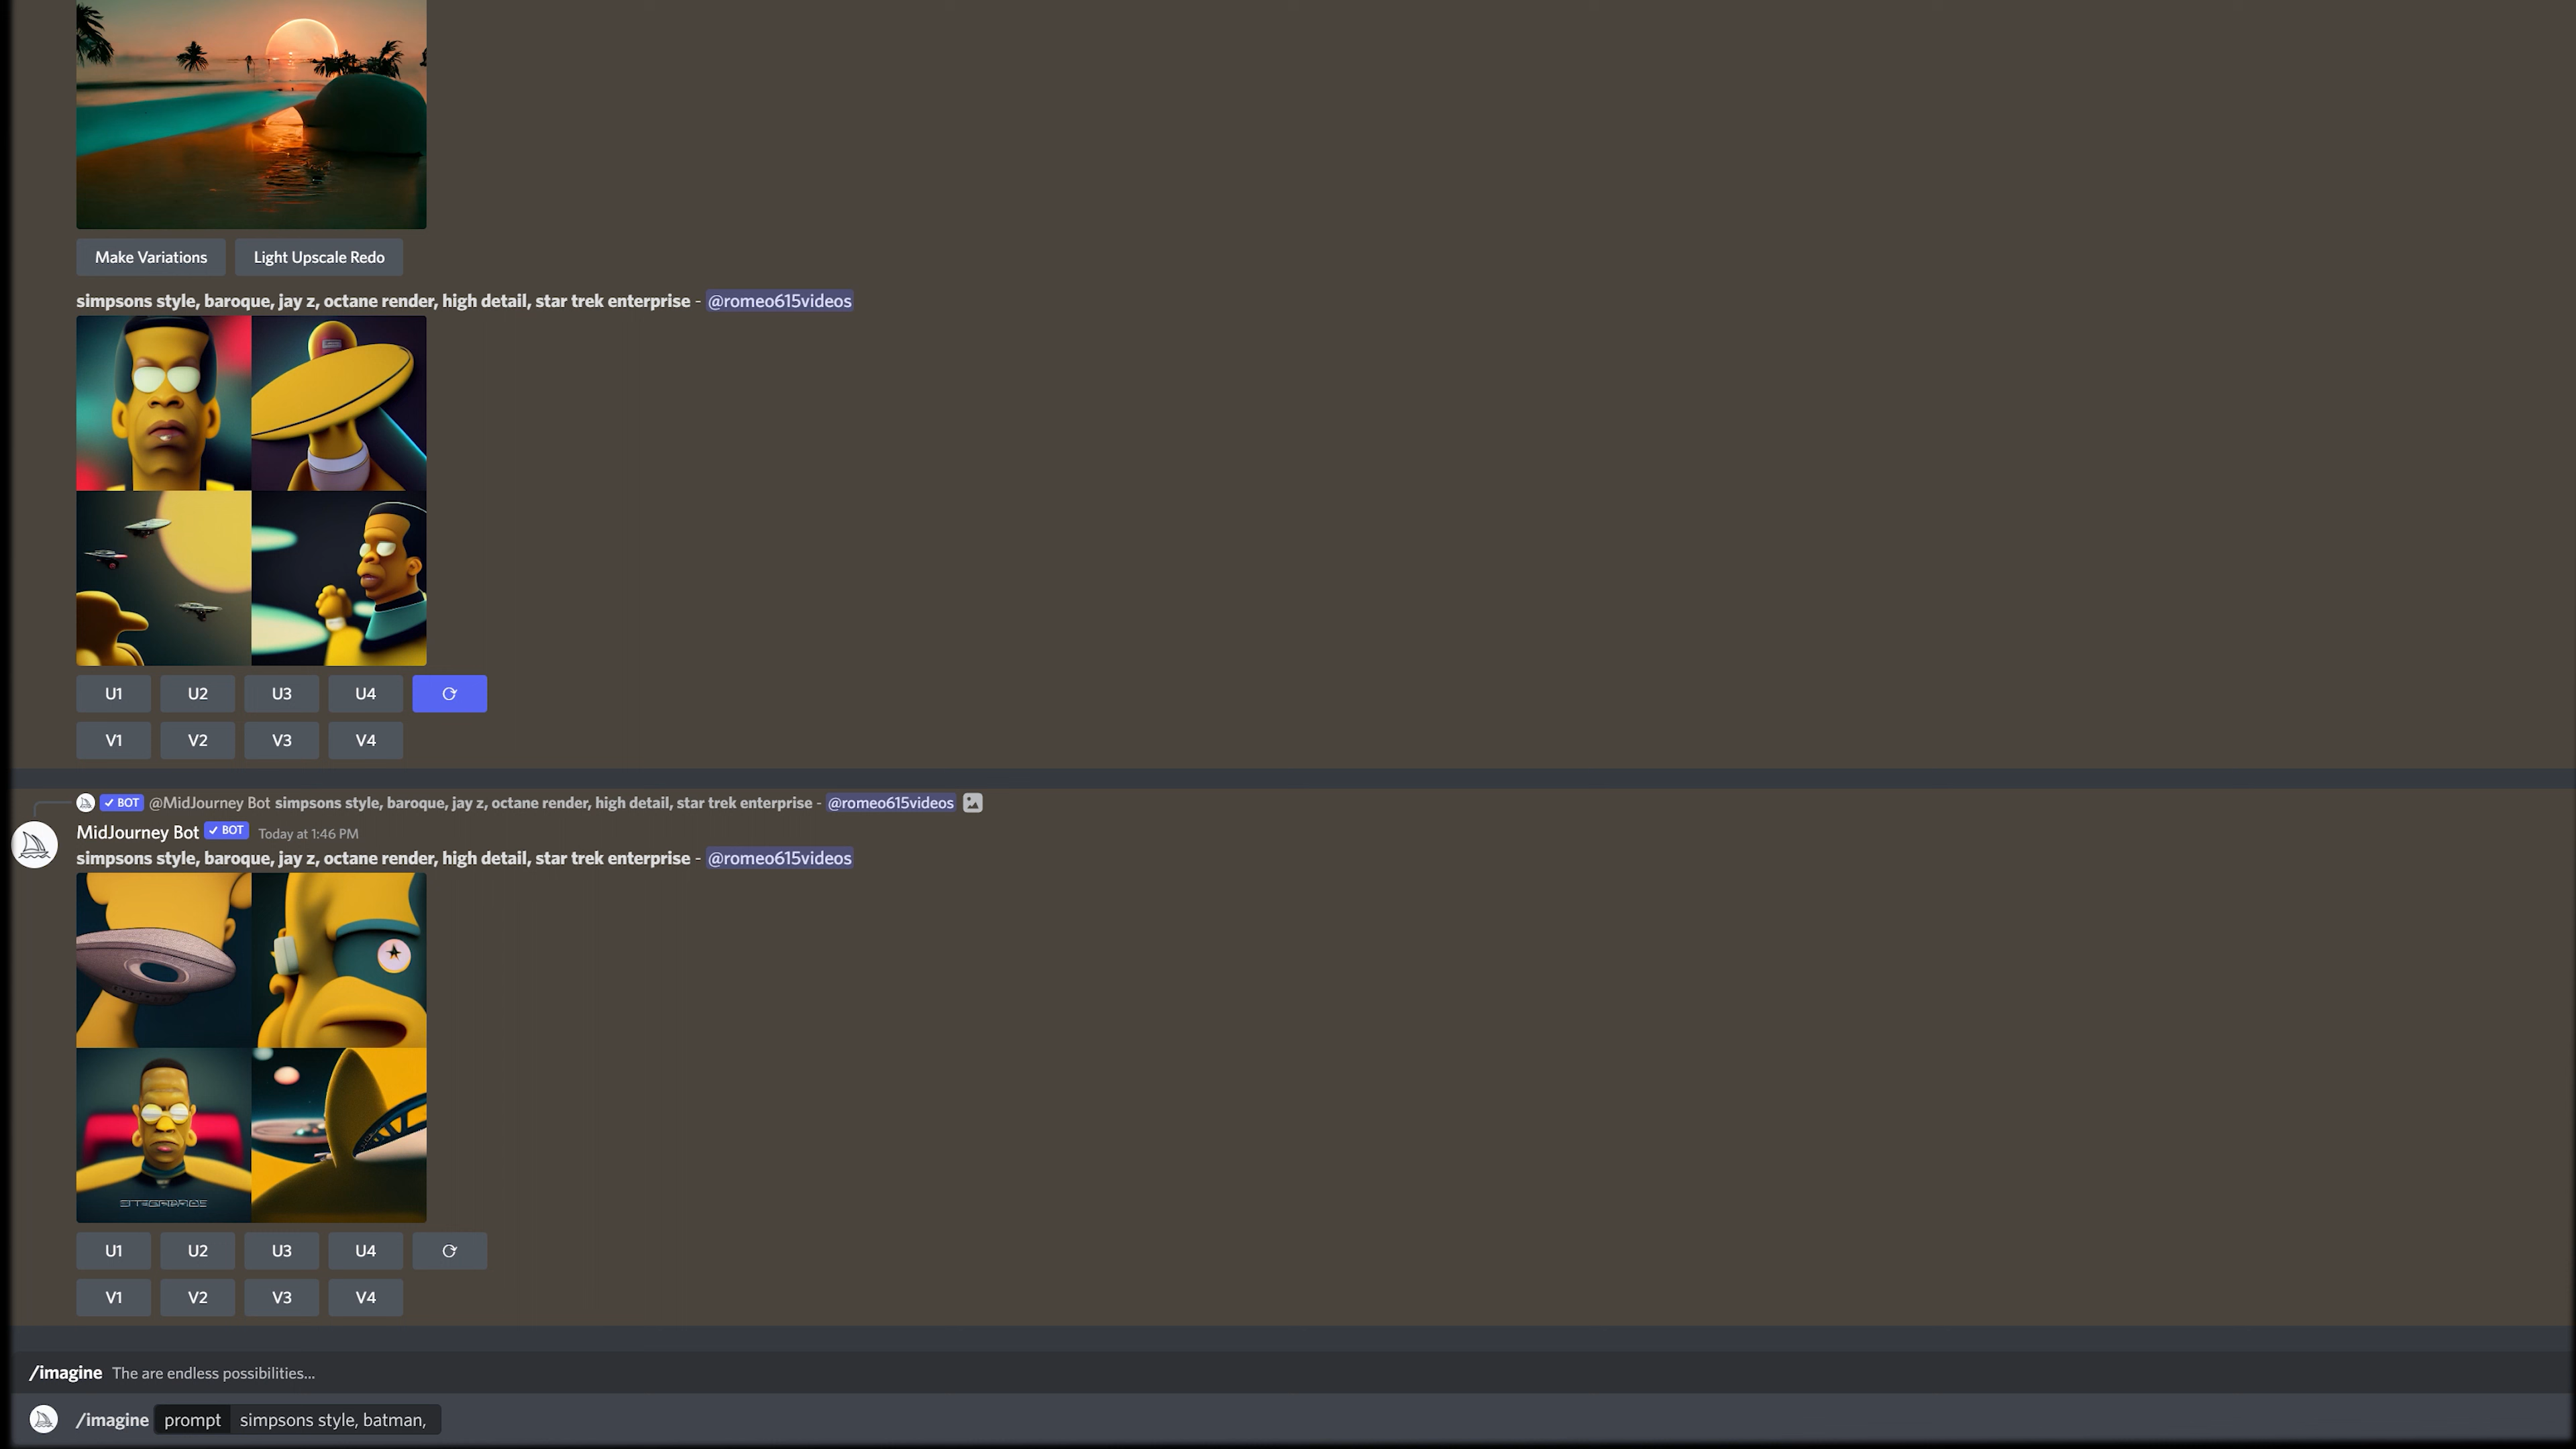 Make Variations Light Upscale Redo
simpsons style, baroque, jay z, octane render, high detail, star trek enterprise - @romeo615videos
U1 U2 U3 U4
V1 V2 V3 V4
BOT @MidJourney Bot simpsons style, baroque, jay z, octane render, high detail, star trek enterprise - @romeo615videos
MidJourney Bot BOT Today at 1:46 PM
simpsons style, baroque, jay z, octane render, high detail, star trek enterprise - @romeo615videos
U1 U2 U3 U4
V1 V2 V3 V4
/imagine The are endless possibilities...
/imagine prompt simpsons style, batman,